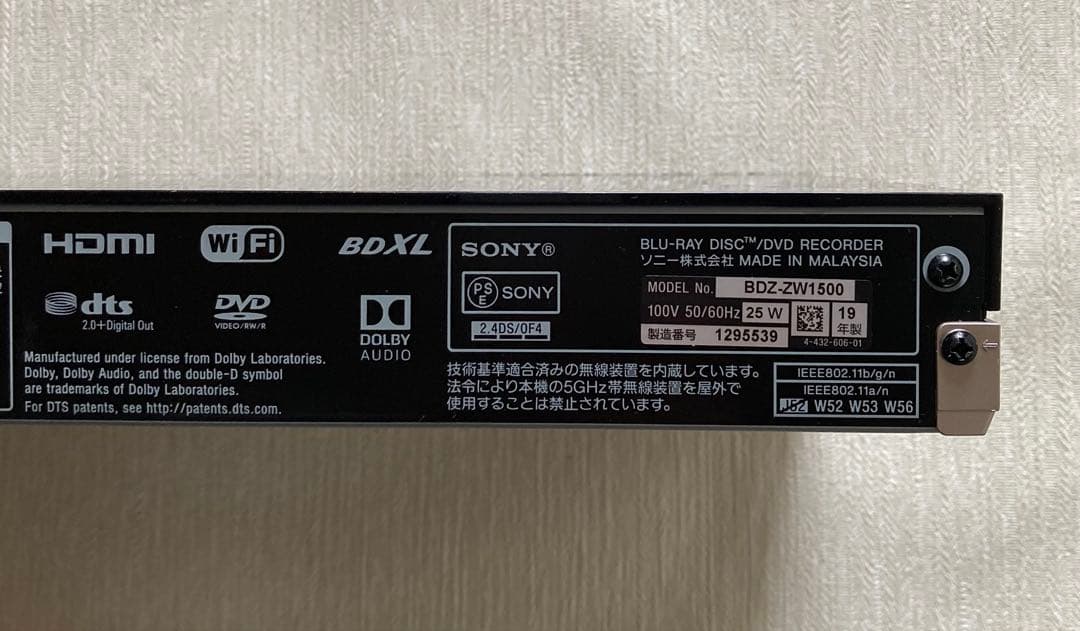 HDMI
Wi Fi
BDXL
dts
2.0+Digital Out
DVD
VIDEO/RW/R
DOLBY
AUDIO
Manufactured under license from Dolby Laboratories.
Dolby, Dolby Audio, and the double-D symbol
are trademarks of Dolby Laboratories.
For DTS patents, see http://patents.dts.com.
SONY®
PS
E
SONY
2.4DS/OF4
BLU-RAY DISC™/DVD RECORDER
ソニー株式会社 MADE IN MALAYSIA
MODEL No. BDZ-ZW1500
100V 50/60Hz 25 W
製造番号 1295539
19
年製
4-432-606-01
技術基準適合済みの無線装置を内蔵しています。
法令により本機の5GHz帯無線装置を屋外で
使用することは禁止されています。
IEEE802.11b/g/n
IEEE802.11a/n
J52 W52 W53 W56